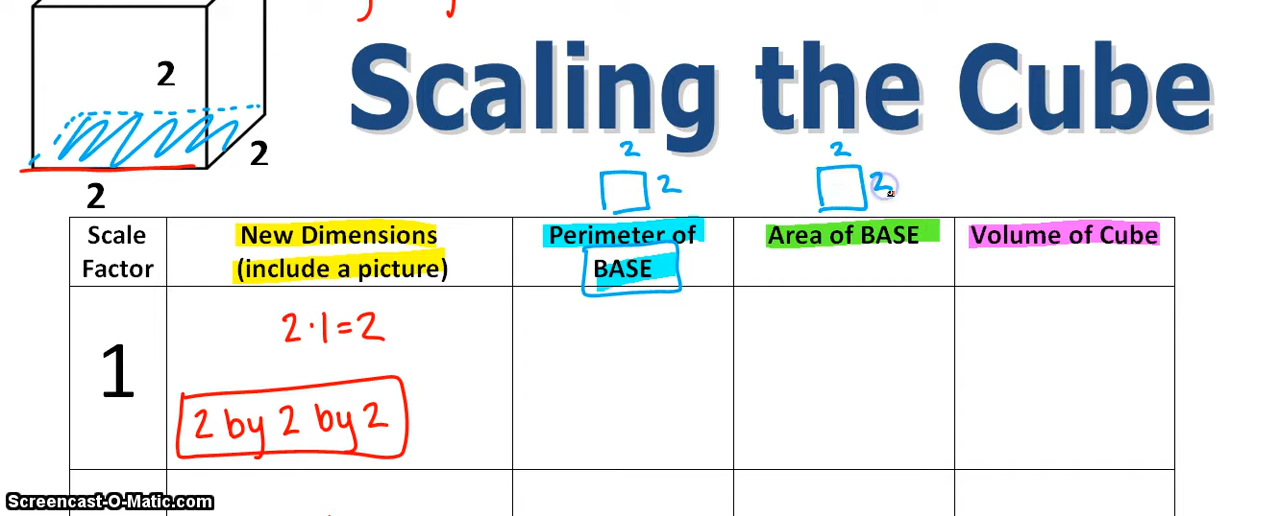 2
Scaling the Cube
2
2
2
2
2
2
Scale Factor
New Dimensions (include a picture)
Perimeter of BASE
Area of BASE
Volume of Cube
1
2·1=2
2 by 2 by 2
Screencast-O-Matic.com